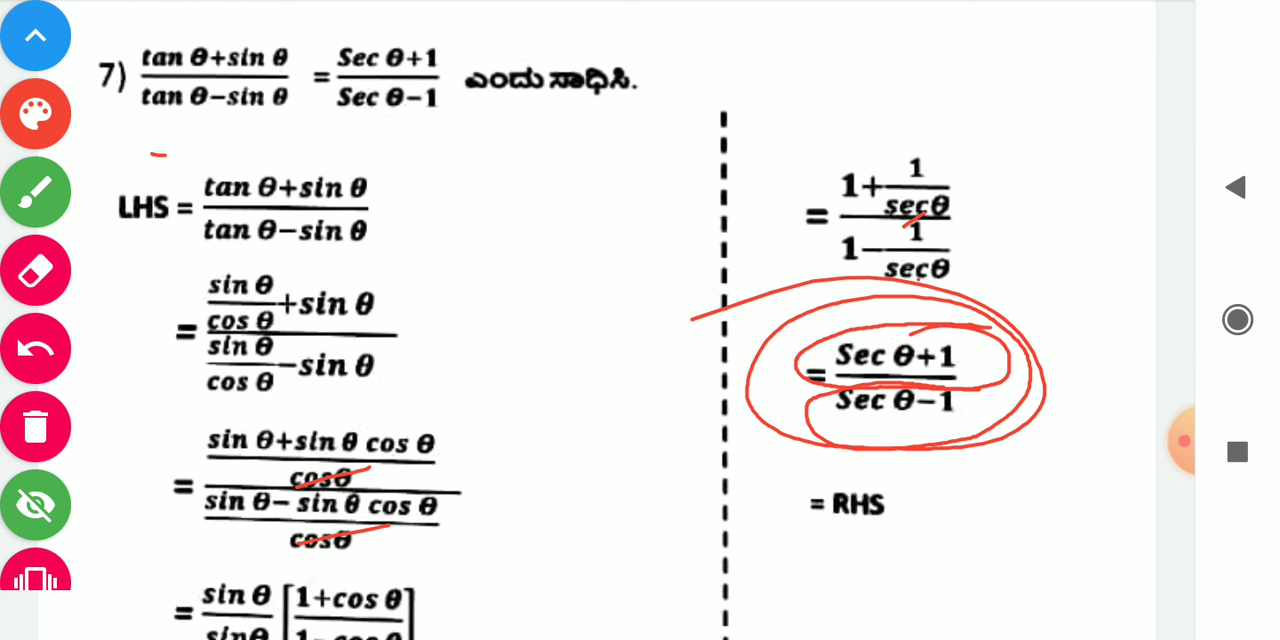 7) (tan θ+sin θ)/(tan θ−sin θ) = (Sec θ+1)/(Sec θ−1) ಎಂದು ಸಾಧಿಸಿ.
LHS = (tan θ+sin θ)/(tan θ−sin θ)
= (sin θ/cos θ +sin θ)/(sin θ/cos θ −sin θ)
= ((sin θ+sin θ cos θ)/cosθ)/((sin θ− sin θ cos θ)/cosθ)
= sin θ/sinθ [(1+cos θ)/(1−cos θ)]
= (1+ 1/secθ)/(1− 1/secθ)
= (Sec θ+1)/(Sec θ−1)
= RHS